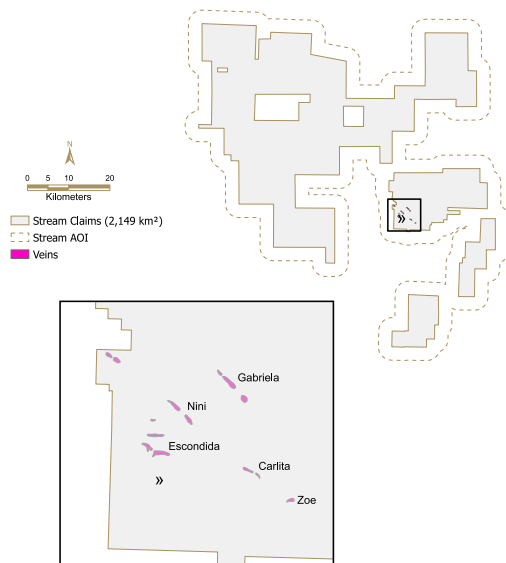 N
0 5 10 20
Kilometers
Stream Claims (2,149 km²)
Stream AOI
Veins
Gabriela
Nini
Escondida
Carlita
Zoe